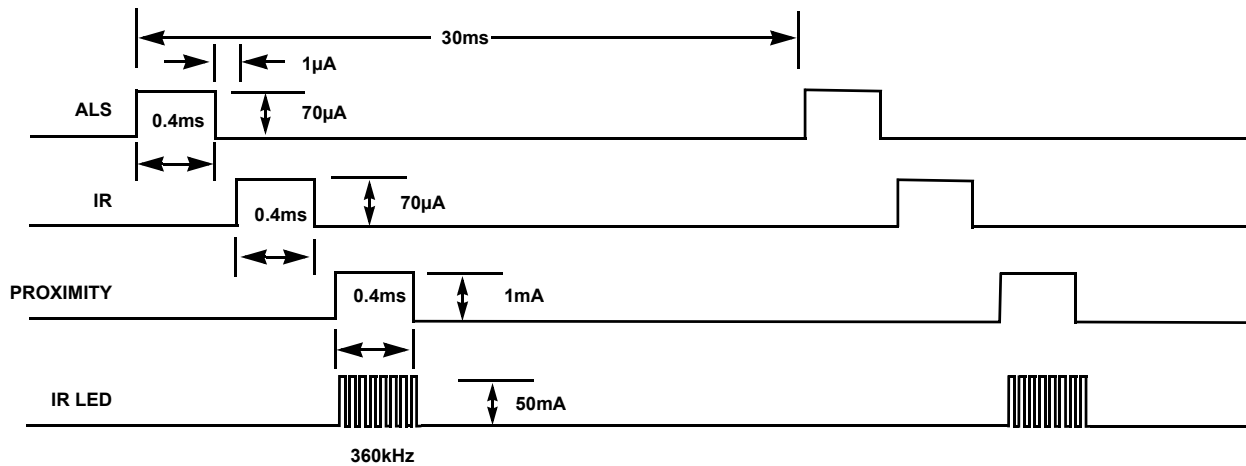 30ms
1µA
ALS
0.4ms
70µA
IR
0.4ms
70µA
PROXIMITY
0.4ms
1mA
IR LED
50mA
360kHz